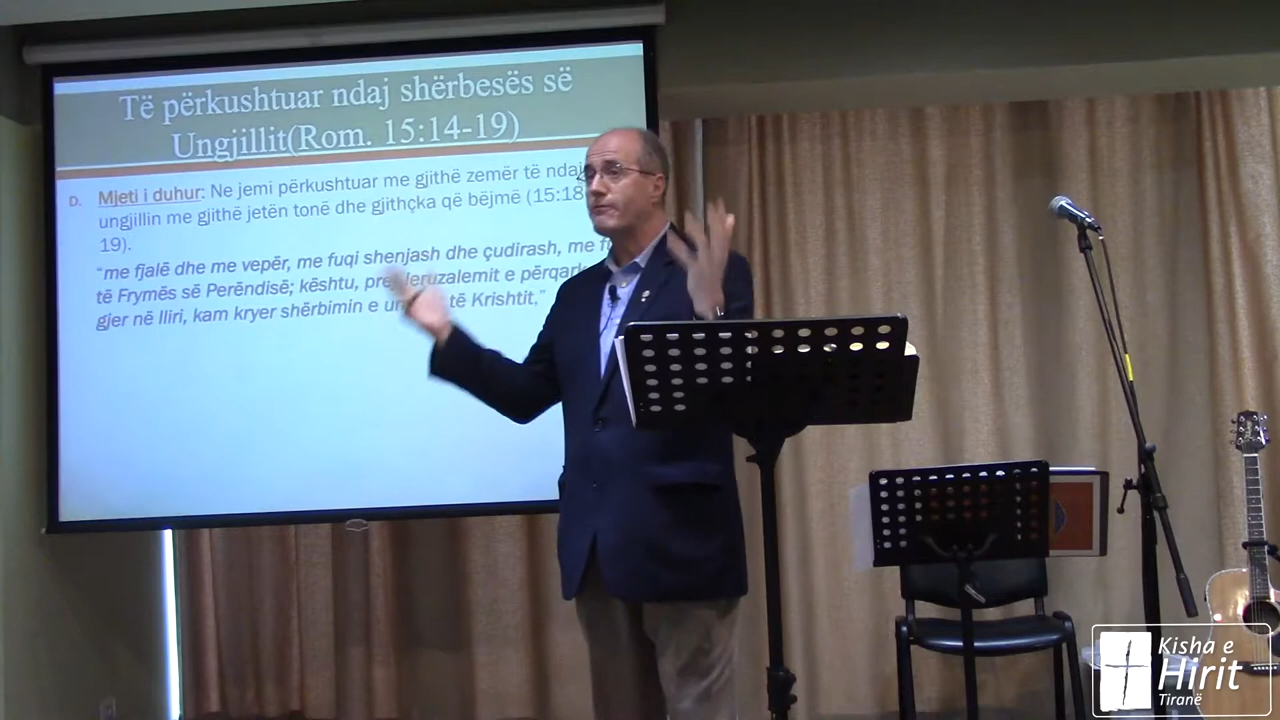 Të përkushtuar ndaj shërbesës së
Ungjillit(Rom. 15:14-19)
D. Mjeti i duhur: Ne jemi përkushtuar me gjithë zemër të ndaj
ungjillin me gjithë jetën tonë dhe gjithçka që bëjmë (15:18
19).
“me fjalë dhe me vepër, me fuqi shenjash dhe çudirash, me
të Frymës së Perëndisë; kështu, prej Jeruzalemit e përqark
gjer në Iliri, kam kryer shërbimin e të Krishtit,”
Kisha e
Hirit
Tiranë